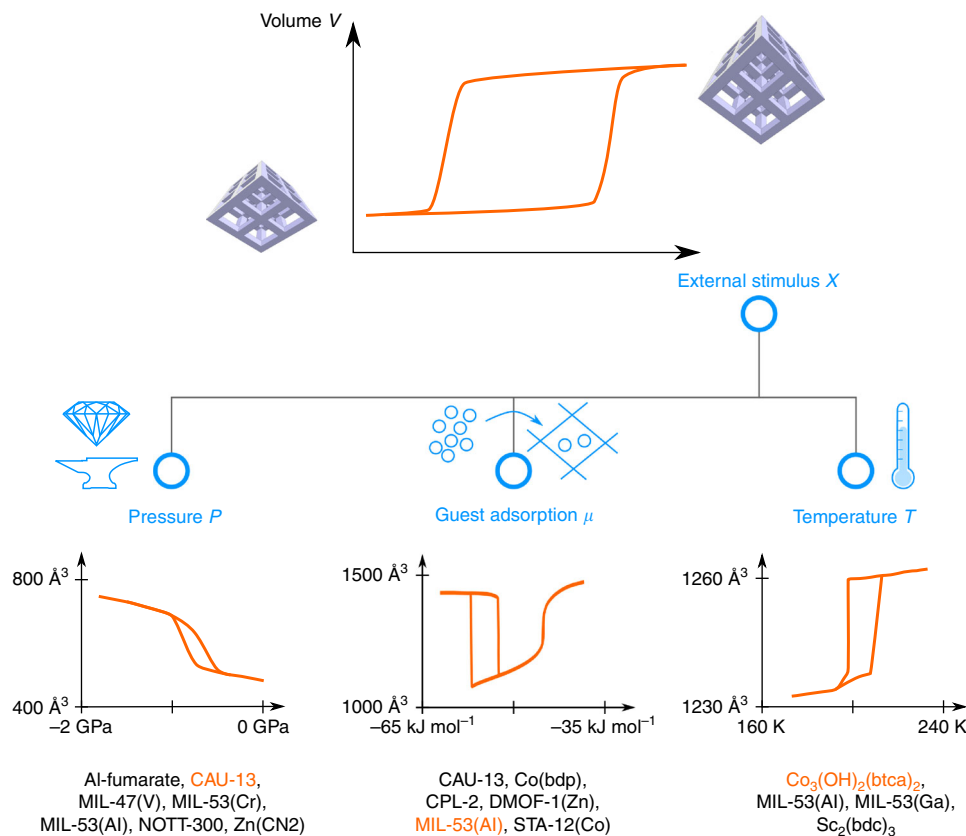 Volume V
External stimulus X
Pressure P
Guest adsorption μ
Temperature T
800 Å³
400 Å³
−2 GPa
0 GPa
1500 Å³
1000 Å³
−65 kJ mol⁻¹
−35 kJ mol⁻¹
1260 Å³
1230 Å³
160 K
240 K
Al-fumarate, CAU-13,
MIL-47(V), MIL-53(Cr),
MIL-53(Al), NOTT-300, Zn(CN2)
CAU-13, Co(bdp),
CPL-2, DMOF-1(Zn),
MIL-53(Al), STA-12(Co)
Co₃(OH)₂(btca)₂,
MIL-53(Al), MIL-53(Ga),
Sc₂(bdc)₃